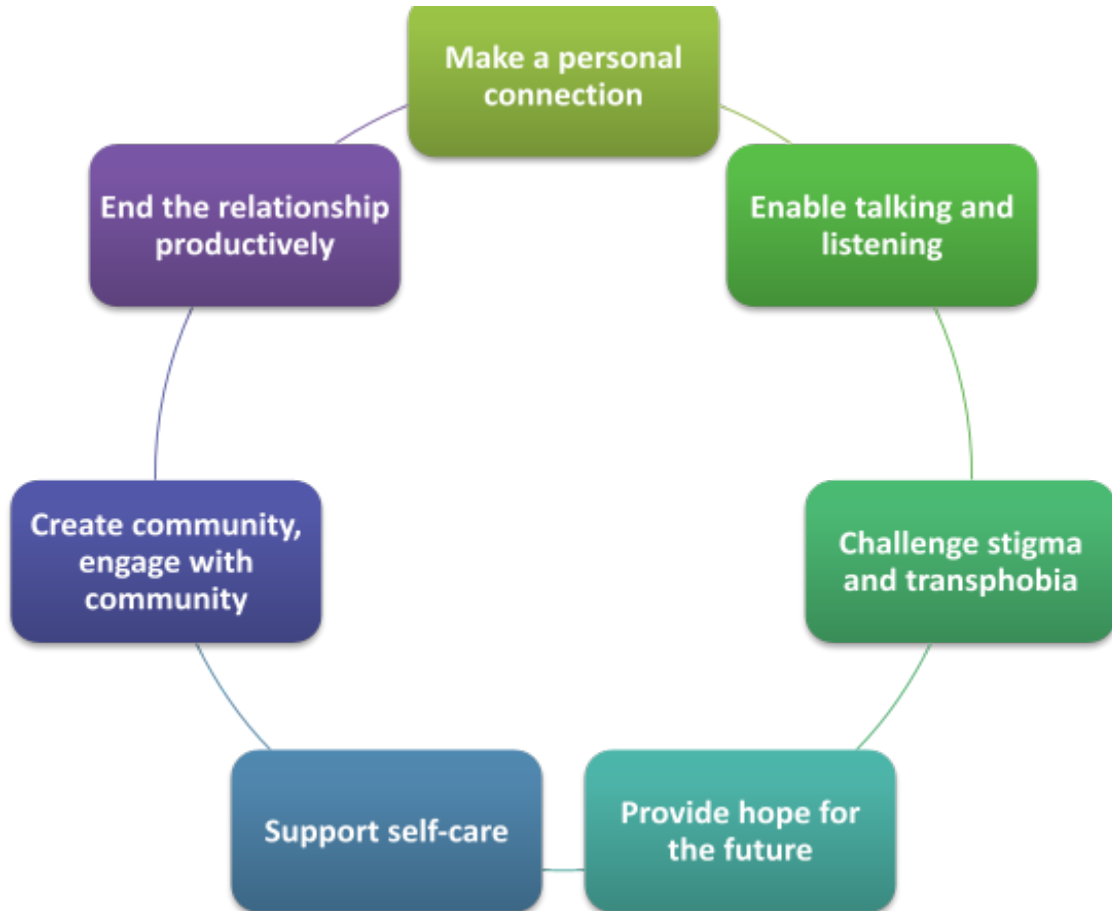 Make a personal
connection
Enable talking and
listening
Challenge stigma
and transphobia
Provide hope for
the future
Support self-care
Create community,
engage with
community
End the relationship
productively